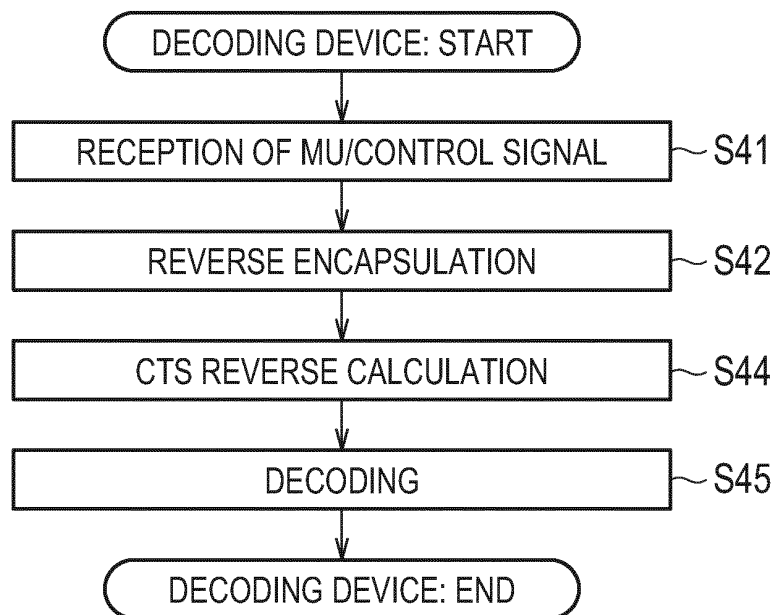 DECODING DEVICE: START
RECEPTION OF MU/CONTROL SIGNAL S41
REVERSE ENCAPSULATION S42
CTS REVERSE CALCULATION S44
DECODING S45
DECODING DEVICE: END